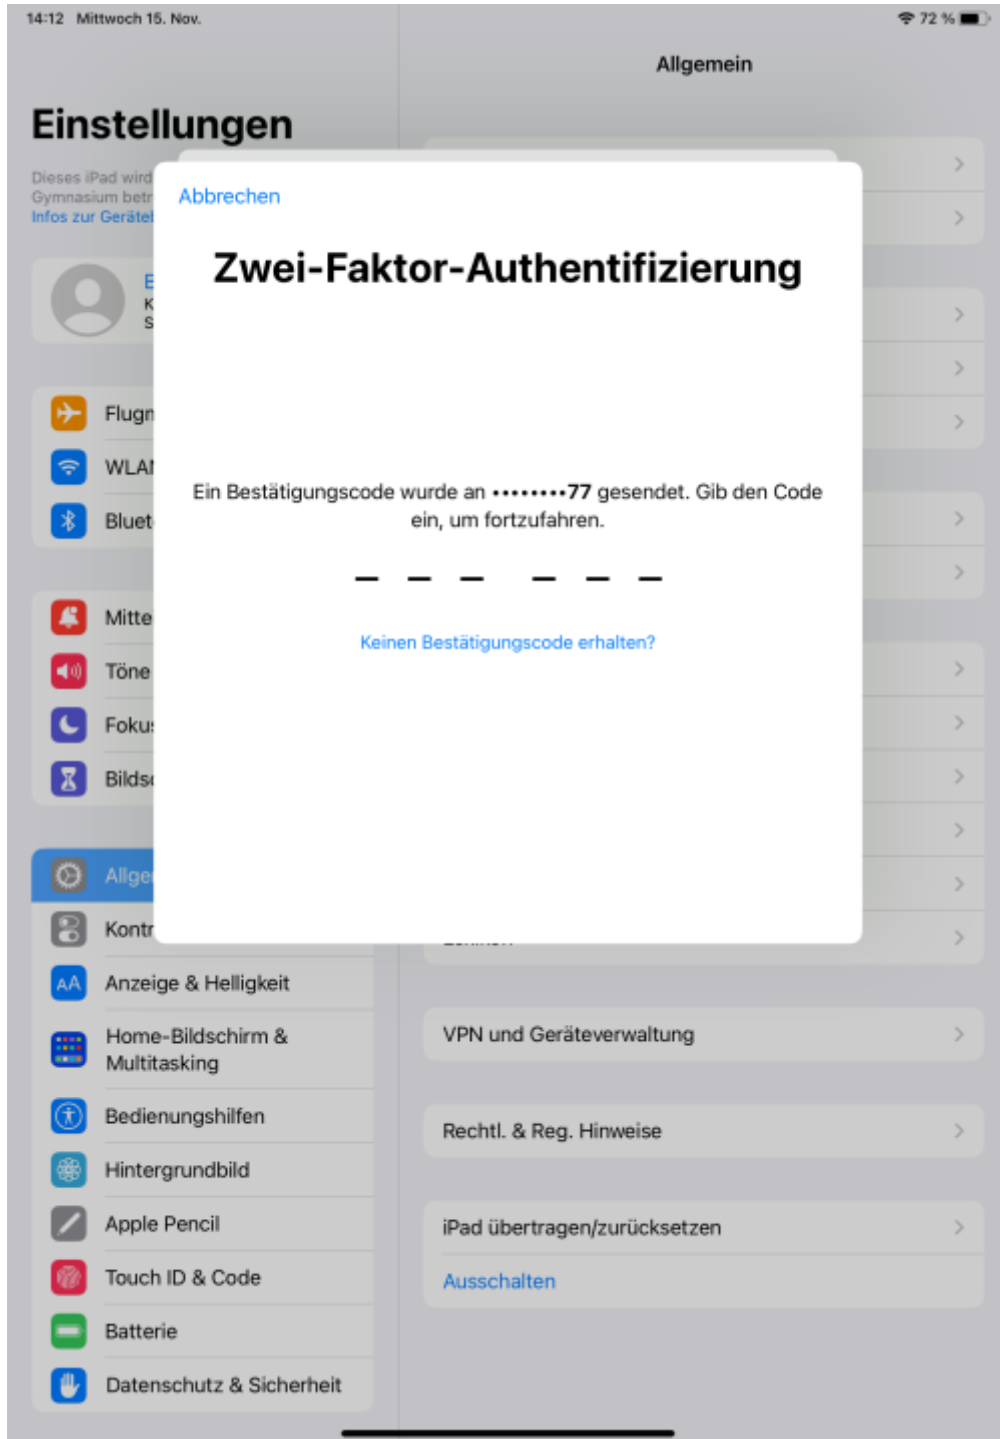 14:12 Mittwoch 15. Nov.
72 %
Allgemein
Einstellungen
Dieses iPad wird
Gymnasium
Infos zur
Abbrechen
Zwei-Faktor-Authentifizierung
Ein Bestätigungscode wurde an ••••••••77 gesendet. Gib den Code
ein, um fortzufahren.
Keinen Bestätigungscode erhalten?
Töne
VPN und Geräteverwaltung
Anzeige & Helligkeit
Home-Bildschirm &
Multitasking
Bedienungshilfen
Rechtl. & Reg. Hinweise
Hintergrundbild
Apple Pencil
iPad übertragen/zurücksetzen
Touch ID & Code
Ausschalten
Batterie
Datenschutz & Sicherheit